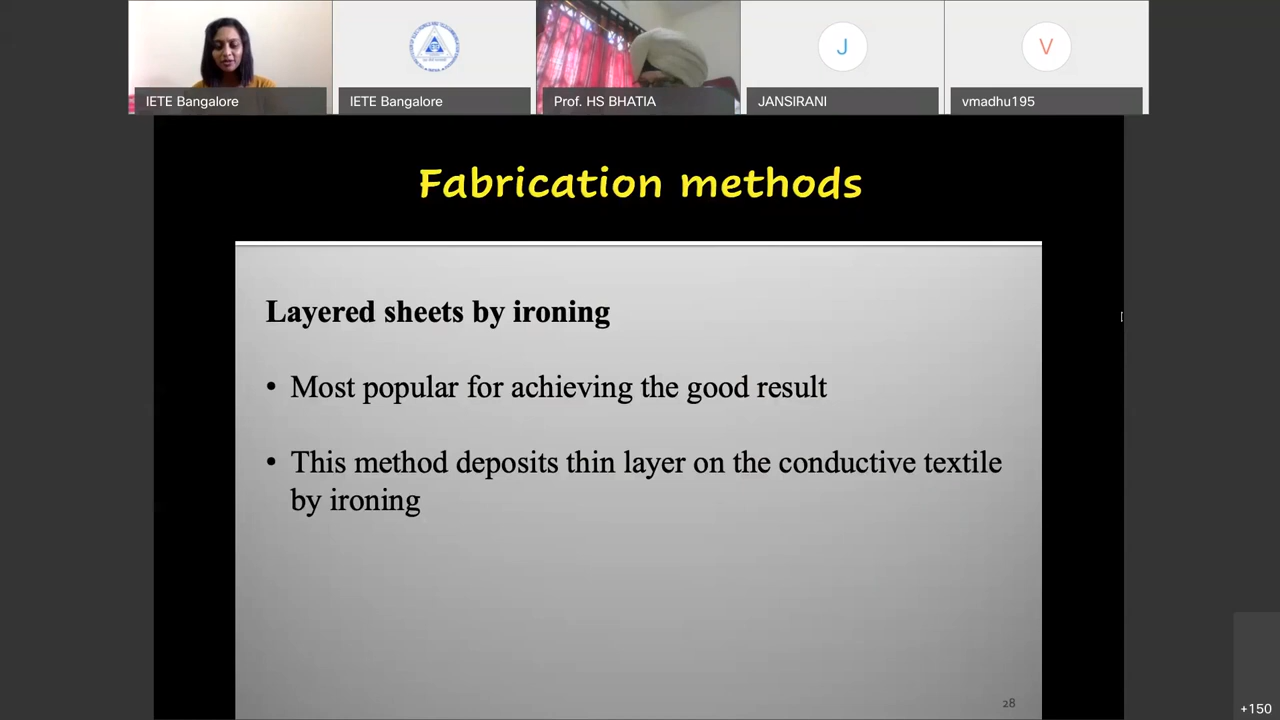 IETE Bangalore
IETE Bangalore
Prof. HS BHATIA
J
JANSIRANI
V
vmadhu195
Fabrication methods
Layered sheets by ironing
• Most popular for achieving the good result
• This method deposits thin layer on the conductive textile
by ironing
28
+150